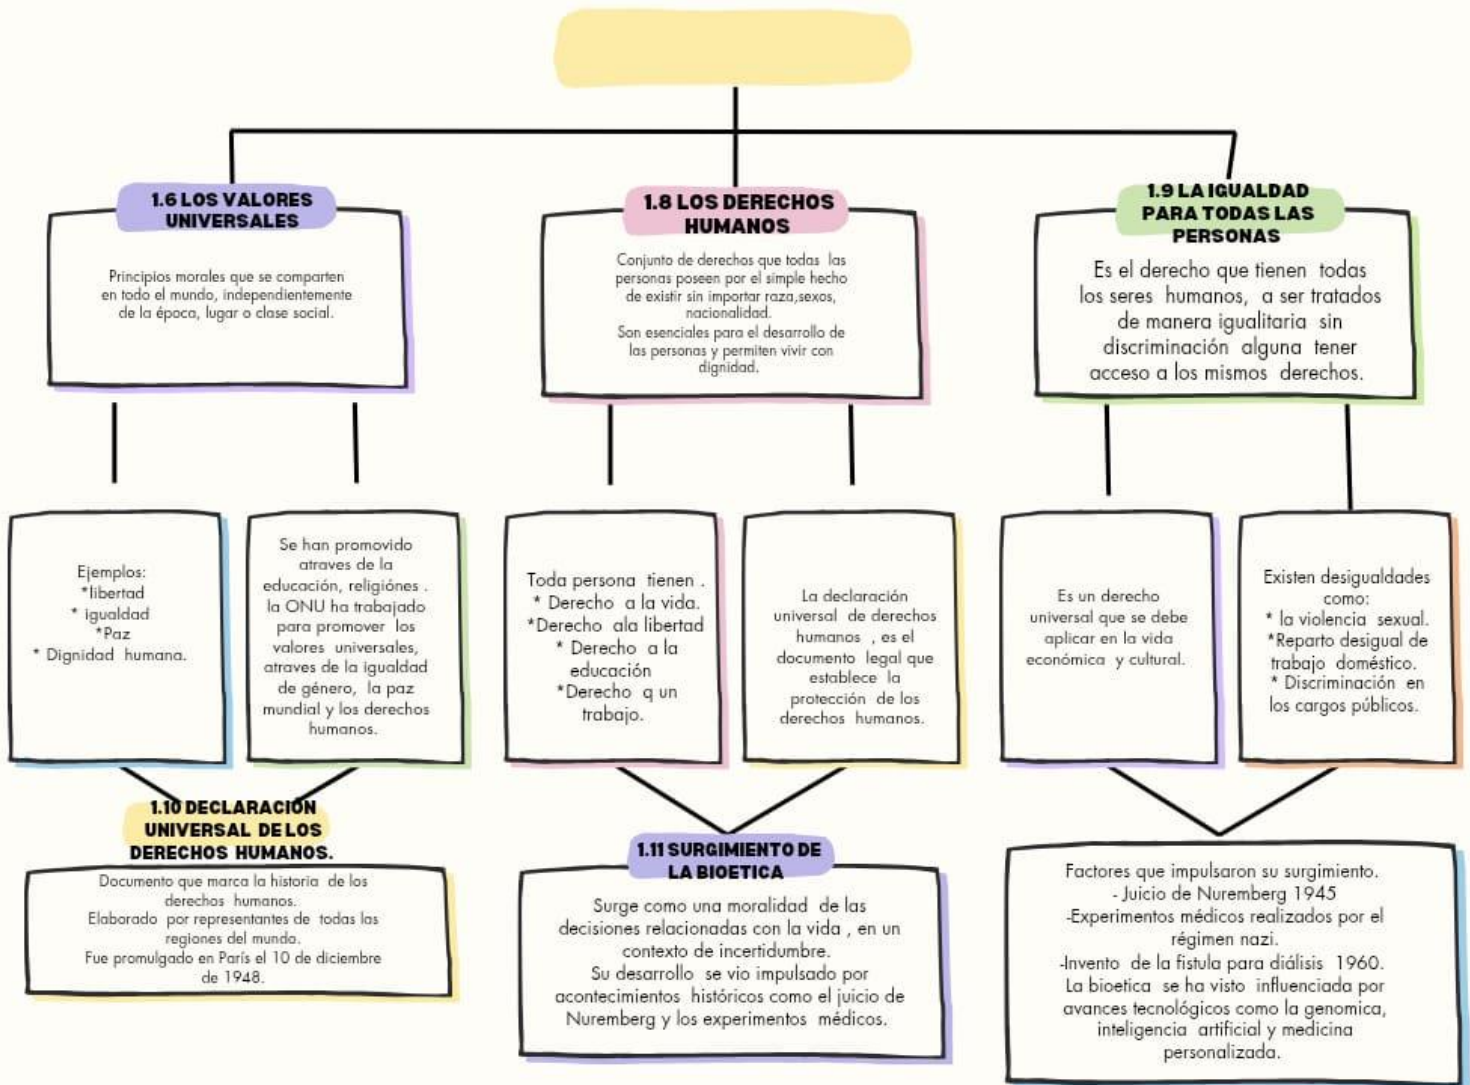 1.6 LOS VALORES
UNIVERSALES
Principios morales que se comparten
en todo el mundo, independientemente
de la época, lugar o clase social.
1.8 LOS DERECHOS
HUMANOS
Conjunto de derechos que todas las
personas poseen por el simple hecho
de existir sin importar raza,sexos,
nacionalidad.
Son esenciales para el desarrollo de
las personas y permiten vivir con
dignidad.
1.9 LA IGUALDAD
PARA TODAS LAS
PERSONAS
Es el derecho que tienen todas
los seres humanos, a ser tratados
de manera igualitaria sin
discriminación alguna tener
acceso a los mismos derechos.
Ejemplos:
*libertad
* igualdad
*Paz
* Dignidad humana.
Se han promovido
atraves de la
educación, religiónes .
la ONU ha trabajado
para promover los
valores universales,
atraves de la igualdad
de género, la paz
mundial y los derechos
humanos.
Toda persona tienen .
* Derecho a la vida.
*Derecho ala libertad
* Derecho a la
educación
*Derecho q un
trabajo.
La declaración
universal de derechos
humanos , es el
documento legal que
establece la
protección de los
derechos humanos.
Es un derecho
universal que se debe
aplicar en la vida
económica y cultural.
Existen desigualdades
como:
* la violencia sexual.
*Reparto desigual de
trabajo doméstico.
* Discriminación en
los cargos públicos.
1.10 DECLARACIÓN
UNIVERSAL DE LOS
DERECHOS HUMANOS.
Documento que marca la historia de los
derechos humanos.
Elaborado por representantes de todas las
regiones del mundo.
Fue promulgado en París el 10 de diciembre
de 1948.
1.11 SURGIMIENTO DE
LA BIOETICA
Surge como una moralidad de las
decisiones relacionadas con la vida , en un
contexto de incertidumbre.
Su desarrollo se vio impulsado por
acontecimientos históricos como el juicio de
Nuremberg y los experimentos médicos.
Factores que impulsaron su surgimiento.
- Juicio de Nuremberg 1945
-Experimentos médicos realizados por el
régimen nazi.
-Invento de la fistula para diálisis 1960.
La bioetica se ha visto influenciada por
avances tecnológicos como la genomica,
inteligencia artificial y medicina
personalizada.